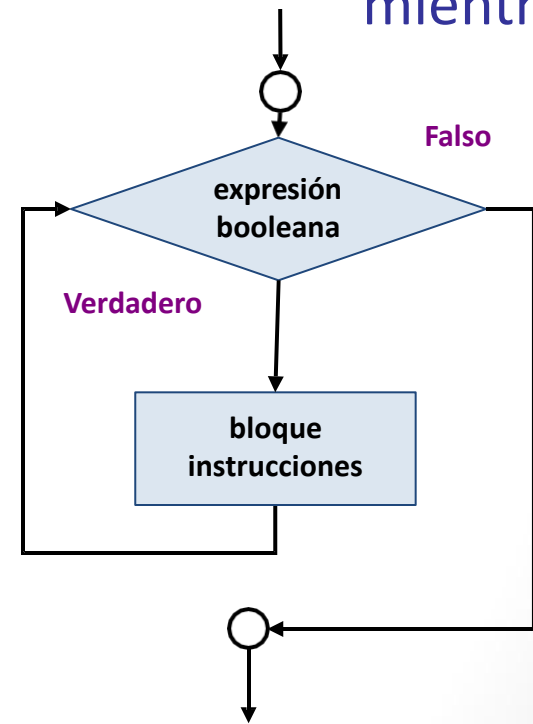 mientr
Falso
expresión
booleana
Verdadero
bloque
instrucciones